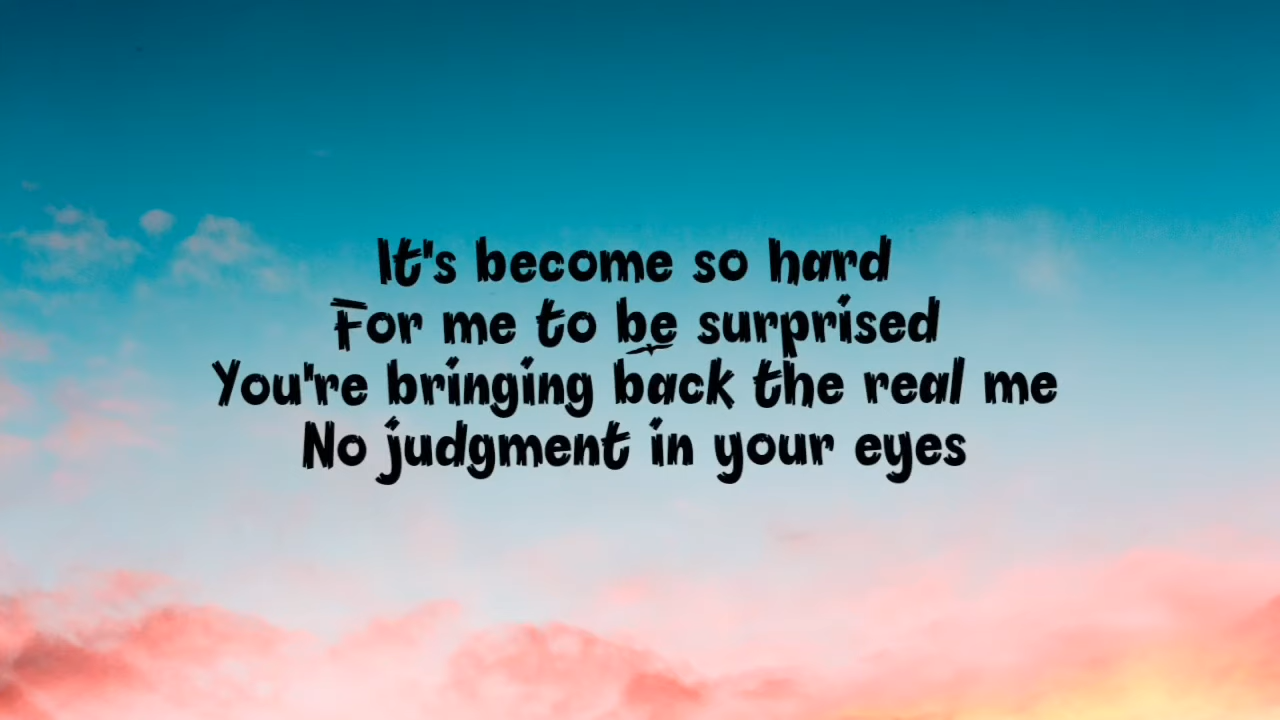 It's become so hard
For me to be surprised
You're bringing back the real me
No judgment in your eyes